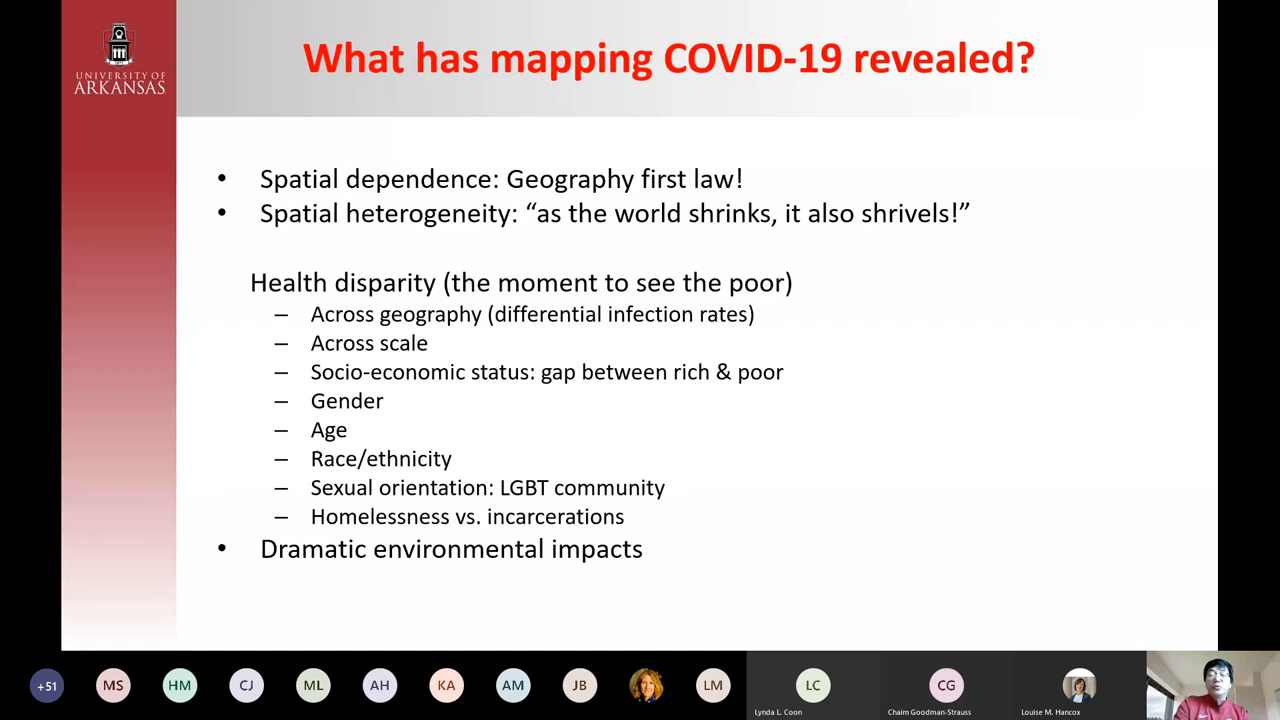 UNIVERSITY OF
ARKANSAS
What has mapping COVID-19 revealed?
• Spatial dependence: Geography first law!
• Spatial heterogeneity: “as the world shrinks, it also shrivels!”
Health disparity (the moment to see the poor)
– Across geography (differential infection rates)
– Across scale
– Socio-economic status: gap between rich & poor
– Gender
– Age
– Race/ethnicity
– Sexual orientation: LGBT community
– Homelessness vs. incarcerations
• Dramatic environmental impacts
+51 MS HM CJ ML AH KA AM JB LM LC CG
Lynda L. Coon Chaim Goodman-Strauss Louise M. Hancox